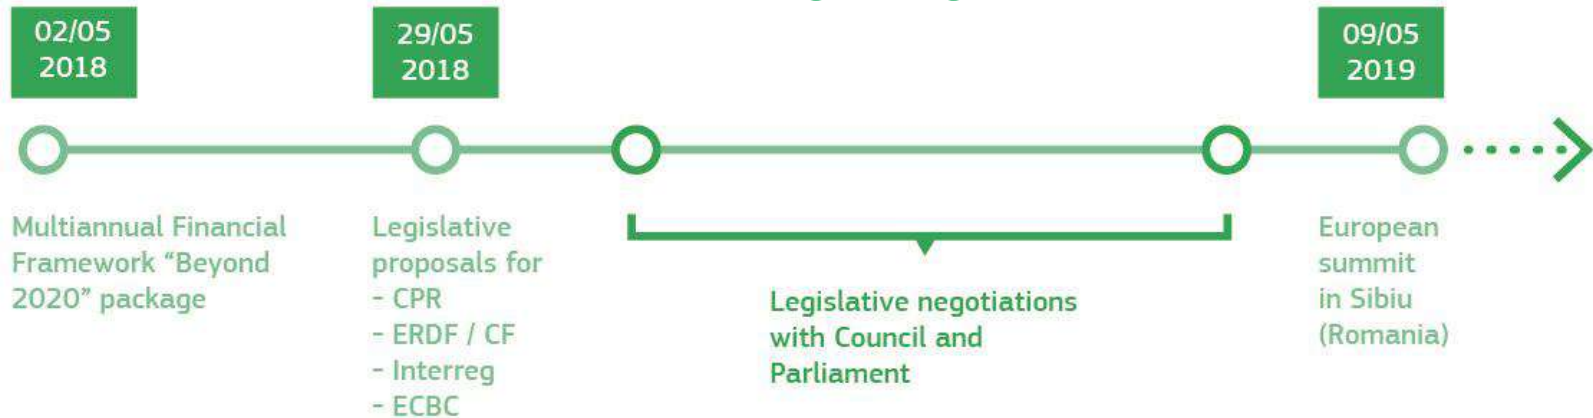 02/05
2018
29/05
2018
09/05
2019
Multiannual Financial
Framework “Beyond
2020” package
Legislative
proposals for
- CPR
- ERDF / CF
- Interreg
- ECBC
Legislative negotiations
with Council and
Parliament
European
summit
in Sibiu
(Romania)